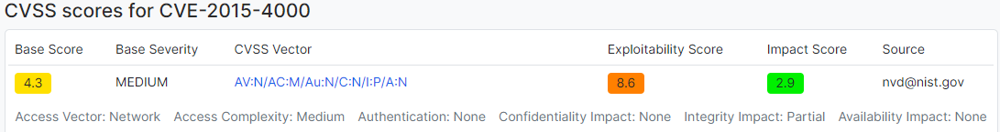 CVSS scores for CVE-2015-4000
Base Score Base Severity CVSS Vector Exploitability Score Impact Score Source
4.3 MEDIUM AV:N/AC:M/Au:N/C:N/I:P/A:N 8.6 2.9 nvd@nist.gov
Access Vector: Network Access Complexity: Medium Authentication: None Confidentiality Impact: None Integrity Impact: Partial Availability Impact: None